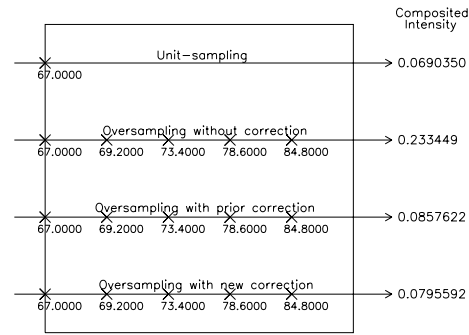 Composited
Intensity
Unit-sampling
67.0000
0.0690350
Oversampling without correction
67.0000 69.2000 73.4000 78.6000 84.8000
0.233449
Oversampling with prior correction
67.0000 69.2000 73.4000 78.6000 84.8000
0.0857622
Oversampling with new correction
67.0000 69.2000 73.4000 78.6000 84.8000
0.0795592